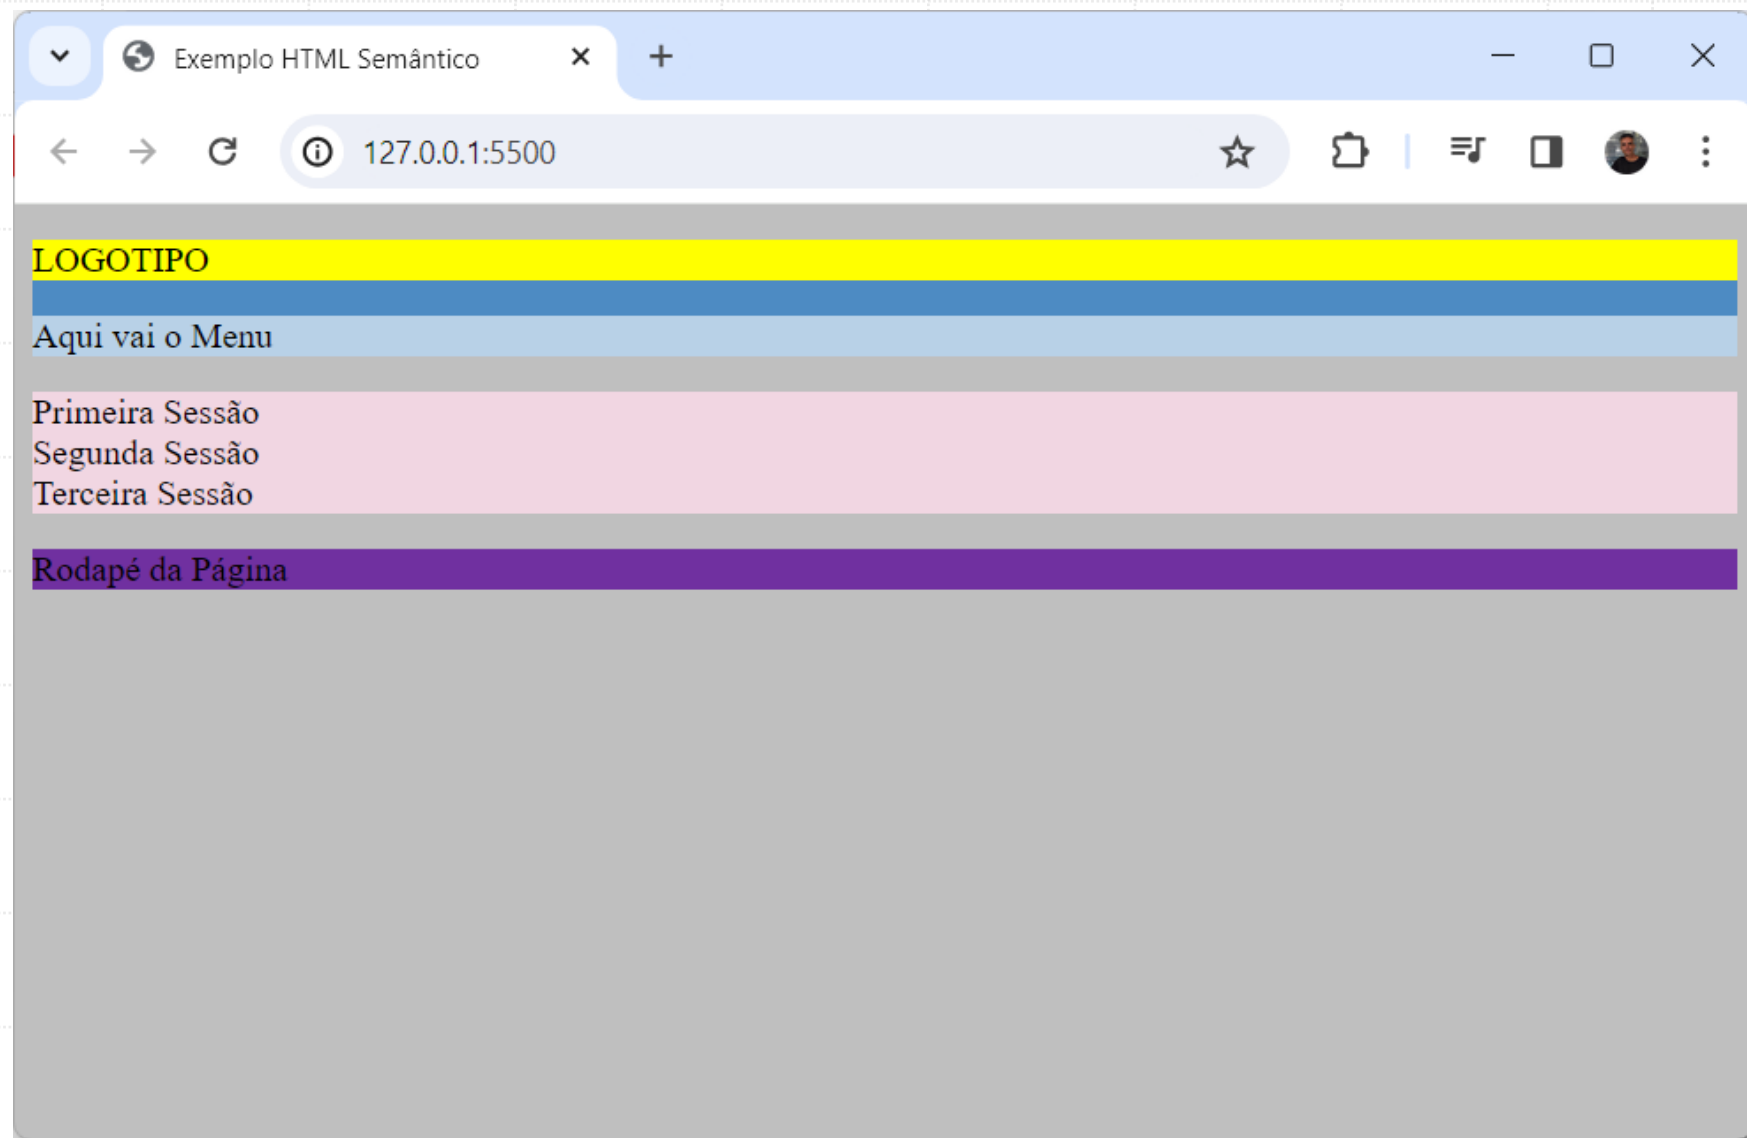 Exemplo HTML Semântico
127.0.0.1:5500
LOGOTIPO
Aqui vai o Menu
Primeira Sessão
Segunda Sessão
Terceira Sessão
Rodapé da Página